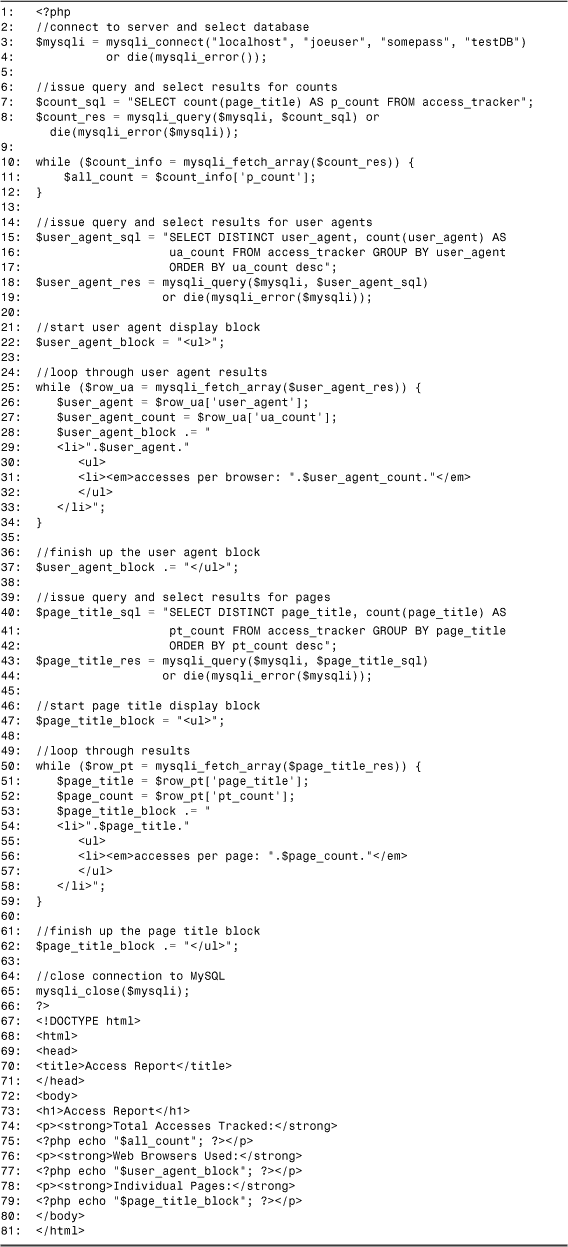 1: <?php
2: //connect to server and select database
3: $mysqli = mysqli_connect("localhost", "joeuser", "somepass", "testDB")
4:           or die(mysqli_error());
5:
6: //issue query and select results for counts
7: $count_sql = "SELECT count(page_title) AS p_count FROM access_tracker";
8: $count_res = mysqli_query($mysqli, $count_sql) or
   die(mysqli_error($mysqli));
9:
10: while ($count_info = mysqli_fetch_array($count_res)) {
11:     $all_count = $count_info['p_count'];
12: }
13:
14: //issue query and select results for user agents
15: $user_agent_sql = "SELECT DISTINCT user_agent, count(user_agent) AS
16:                    ua_count FROM access_tracker GROUP BY user_agent
17:                    ORDER BY ua_count desc";
18: $user_agent_res = mysqli_query($mysqli, $user_agent_sql)
19:                   or die(mysqli_error($mysqli));
20:
21: //start user agent display block
22: $user_agent_block = "<ul>";
23:
24: //loop through user agent results
25: while ($row_ua = mysqli_fetch_array($user_agent_res)) {
26:    $user_agent = $row_ua['user_agent'];
27:    $user_agent_count = $row_ua['ua_count'];
28:    $user_agent_block .= "
29:    <li>".$user_agent."
30:       <ul>
31:       <li><em>accesses per browser: ".$user_agent_count."</em>
32:       </ul>
33:    </li>";
34: }
35:
36: //finish up the user agent block
37: $user_agent_block .= "</ul>";
38:
39: //issue query and select results for pages
40: $page_title_sql = "SELECT DISTINCT page_title, count(page_title) AS
41:                    pt_count FROM access_tracker GROUP BY page_title
42:                    ORDER BY pt_count desc";
43: $page_title_res = mysqli_query($mysqli, $page_title_sql)
44:                   or die(mysqli_error($mysqli));
45:
46: //start page title display block
47: $page_title_block = "<ul>";
48:
49: //loop through results
50: while ($row_pt = mysqli_fetch_array($page_title_res)) {
51:    $page_title = $row_pt['page_title'];
52:    $page_count = $row_pt['pt_count'];
53:    $page_title_block .= "
54:    <li>".$page_title."
55:       <ul>
56:       <li><em>accesses per page: ".$page_count."</em>
57:       </ul>
58:    </li>";
59: }
60:
61: //finish up the page title block
62: $page_title_block .= "</ul>";
63:
64: //close connection to MySQL
65: mysqli_close($mysqli);
66: ?>
67: <!DOCTYPE html>
68: <html>
69: <head>
70: <title>Access Report</title>
71: </head>
72: <body>
73: <h1>Access Report</h1>
74: <p><strong>Total Accesses Tracked:</strong>
75: <?php echo "$all_count"; ?></p>
76: <p><strong>Web Browsers Used:</strong>
77: <?php echo "$user_agent_block"; ?></p>
78: <p><strong>Individual Pages:</strong>
79: <?php echo "$page_title_block"; ?></p>
80: </body>
81: </html>